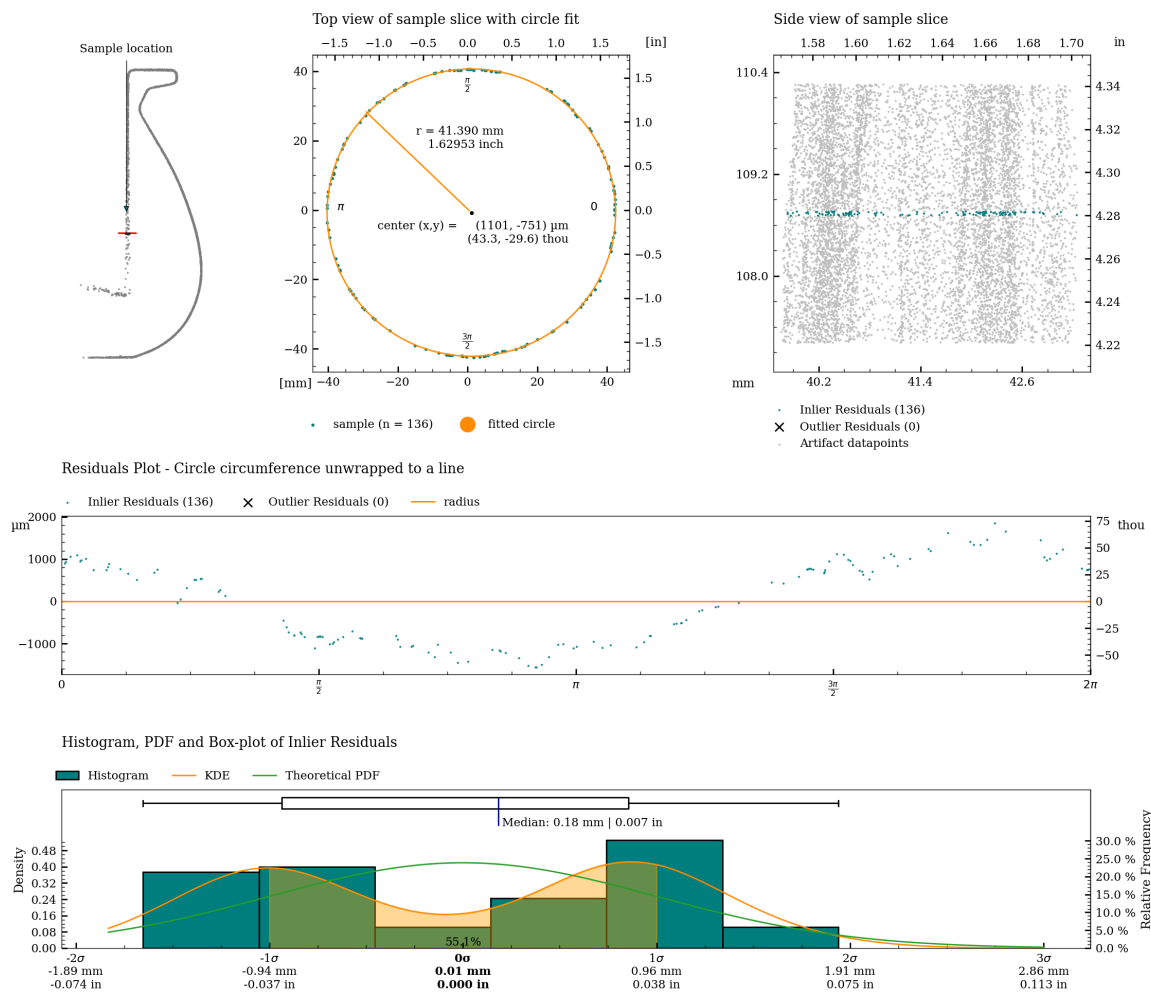 Sample location
Top view of sample slice with circle fit
−1.5 −1.0 −0.5 0.0 0.5 1.0 1.5 [in]
40 20 0 −20 −40
1.5 1.0 0.5 0.0 −0.5 −1.0 −1.5
π/2
r = 41.390 mm
1.62953 inch
π 0
center (x,y) = (1101, -751) µm
(43.3, -29.6) thou
3π/2
[mm] −40 −20 0 20 40
sample (n = 136) fitted circle
Side view of sample slice
1.58 1.60 1.62 1.64 1.66 1.68 1.70 in
110.4 109.2 108.0
4.34 4.32 4.30 4.28 4.26 4.24 4.22
mm 40.2 41.4 42.6
Inlier Residuals (136)
Outlier Residuals (0)
Artifact datapoints
Residuals Plot - Circle circumference unwrapped to a line
Inlier Residuals (136) Outlier Residuals (0) radius
µm 2000 1000 0 −1000
75 50 25 0 −25 −50 thou
0 π/2 π 3π/2 2π
Histogram, PDF and Box-plot of Inlier Residuals
Histogram KDE Theoretical PDF
Median: 0.18 mm | 0.007 in
Density
0.48 0.40 0.32 0.24 0.16 0.08 0.00
30.0 % 25.0 % 20.0 % 15.0 % 10.0 % 5.0 % 0.0 %
Relative Frequency
55.1%
-2σ -1σ 0σ 1σ 2σ 3σ
-1.89 mm -0.94 mm 0.01 mm 0.96 mm 1.91 mm 2.86 mm
-0.074 in -0.037 in 0.000 in 0.038 in 0.075 in 0.113 in